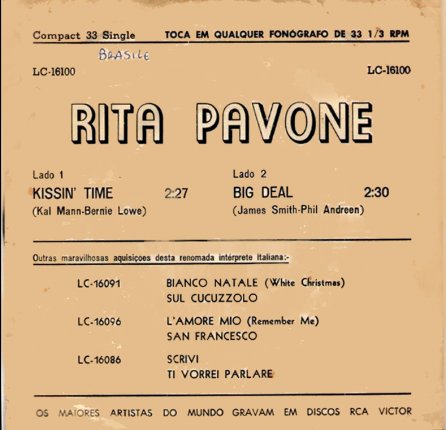 Compact 33 Single TOCA EM QUALQUER FONÓGRAFO DE 33 1/3 RPM
BRASILE
LC-16100 LC-16100
RITA PAVONE
Lado 1 Lado 2
KISSIN' TIME 2:27 BIG DEAL 2:30
(Kal Mann-Bernie Lowe) (James Smith-Phil Andreen)
Outras maravilhosas aquisiçoes desta renomada intérprete italiana:-
LC-16091 BIANCO NATALE (White Christmas)
SUL CUCUZZOLO
LC-16096 L'AMORE MIO (Remember Me)
SAN FRANCESCO
LC-16086 SCRIVI
TI VORREI PARLARE
OS MAIORES ARTISTAS DO MUNDO GRAVAM EM DISCOS RCA VICTOR